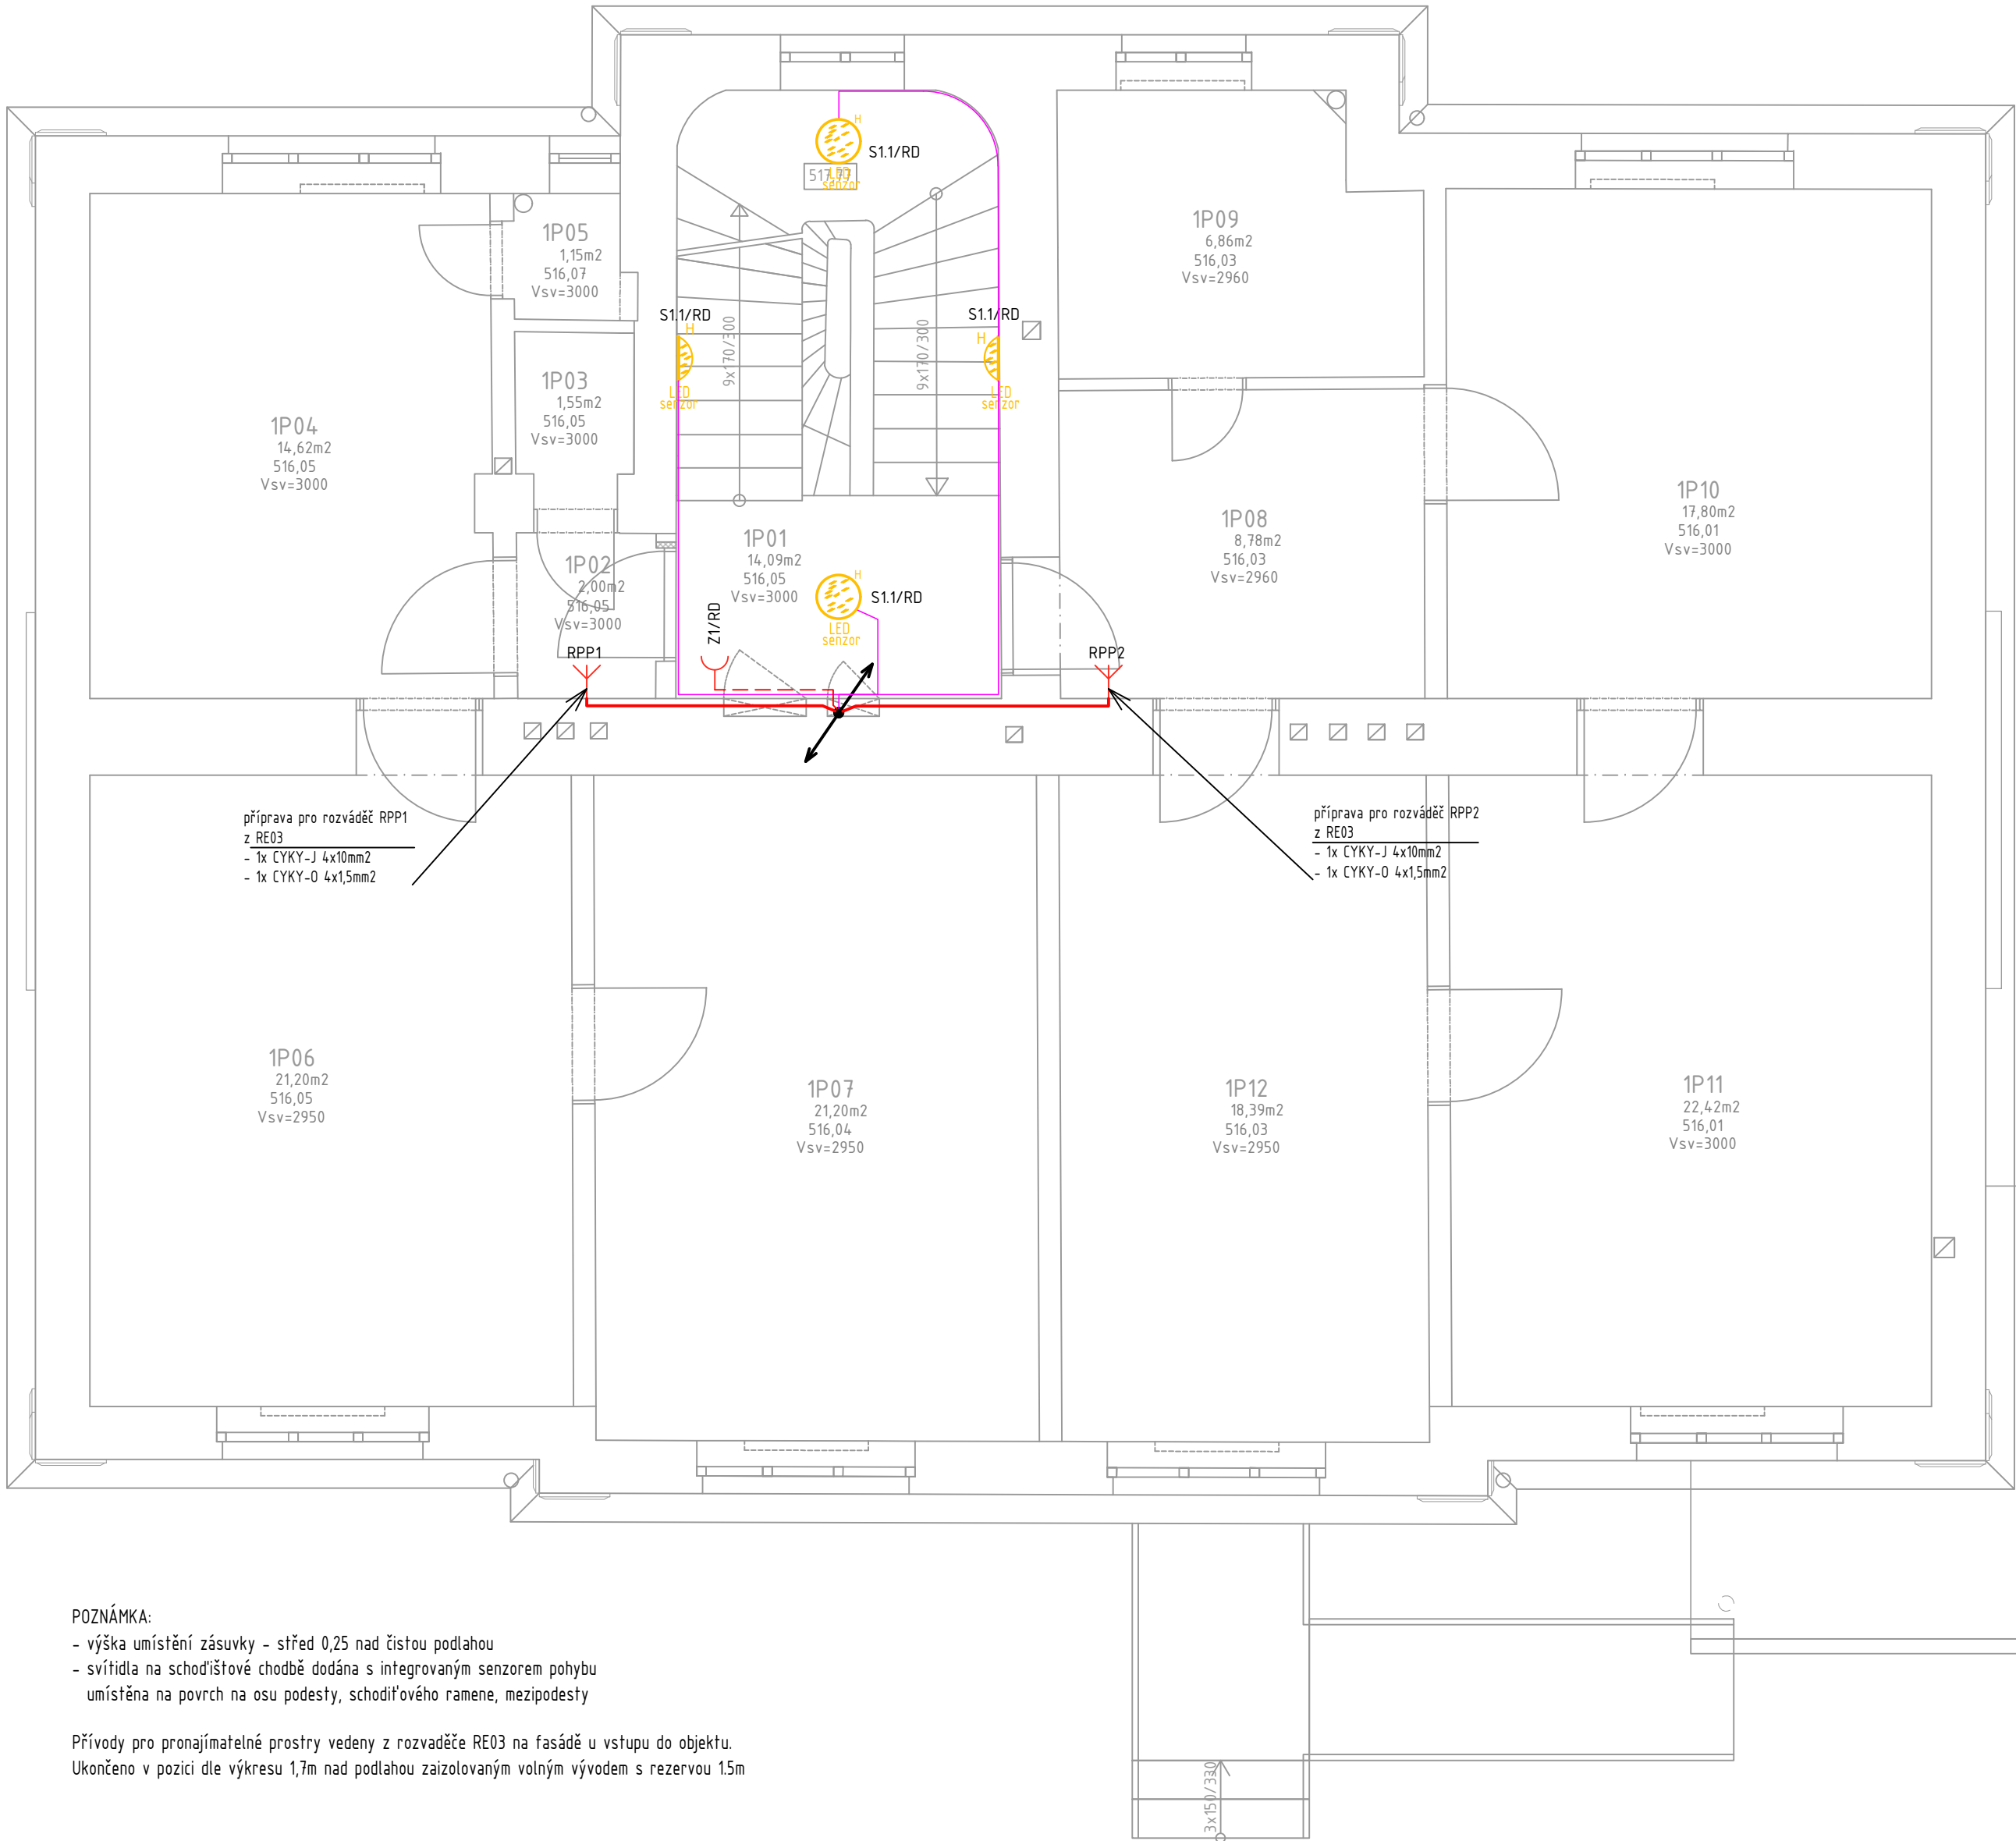 H
S1.1/RD
517,77
LED
senzor
1P05
1,15m2
516,07
Vsv=3000
1P09
6,86m2
516,03
Vsv=2960
S1.1/RD
H
LED
senzor
9x170/300
9x170/300
S1.1/RD
H
LED
senzor
1P03
1,55m2
516,05
Vsv=3000
1P04
14,62m2
516,05
Vsv=3000
1P10
17,80m2
516,01
Vsv=3000
1P08
8,78m2
516,03
Vsv=2960
1P01
14,09m2
516,05
Vsv=3000
1P02
2,00m2
516,05
Vsv=3000
H
S1.1/RD
LED
senzor
Z1/RD
RPP1
RPP2
příprava pro rozváděč RPP1
z RE03
- 1x CYKY-J 4x10mm2
- 1x CYKY-O 4x1,5mm2
příprava pro rozváděč RPP2
z RE03
- 1x CYKY-J 4x10mm2
- 1x CYKY-O 4x1,5mm2
1P06
21,20m2
516,05
Vsv=2950
1P07
21,20m2
516,04
Vsv=2950
1P12
18,39m2
516,03
Vsv=2950
1P11
22,42m2
516,01
Vsv=3000
POZNÁMKA:
- výška umístění zásuvky - střed 0,25 nad čistou podlahou
- svítidla na schoďišťové chodbě dodána s integrovaným senzorem pohybu
umístěna na povrch na osu podesty, schodiťového ramene, mezipodesty
Přívody pro pronajímatelné prostry vedeny z rozvaděče RE03 na fasádě u vstupu do objektu.
Ukončeno v pozici dle výkresu 1,7m nad podlahou zaizolovaným volným vývodem s rezervou 1.5m
3x150/330